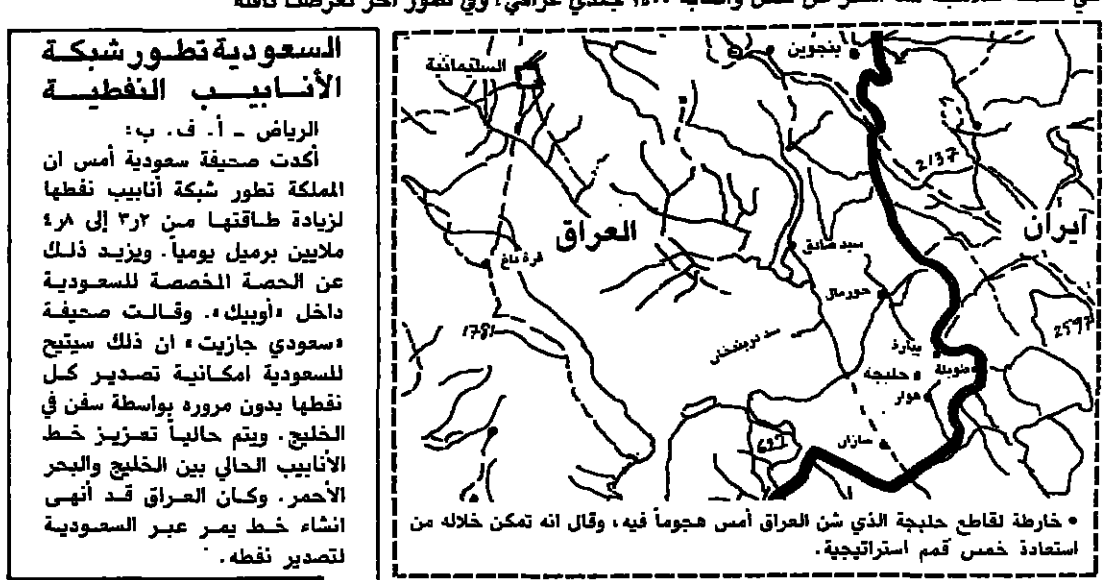 السعودية تطور شبكة
الأنابيب النفطية
الرياض - أ. ف. ب:
أكدت صحيفة سعودية أمس ان
المملكة تطور شبكة أنابيب نفطها
لزيادة طاقتها من ٣٫٢ إلى ٤٫٨
ملايين برميل يومياً. ويزيد ذلك
عن الحصة المخصصة للسعودية
داخل «أوبيك». وقالت صحيفة
«سعودي جازيت» ان ذلك سيتيح
للسعودية امكانية تصدير كل
نفطها بدون مروره بواسطة سفن في
الخليج. ويتم حالياً تعزيز خط
الأنابيب الحالي بين الخليج والبحر
الأحمر. وكان العراق قد أنهى
انشاء خط يمر عبر السعودية
لتصدير نفطه.
بنجوين
السليمانية
2137
ايران
العراق
سيد صادق
قرة داغ
حورمال
2597
1781
سد دربندخان
بيارة
طويلة
حلبجة
هوار
سازان
• خارطة لقاطع حلبجة الذي شن العراق أمس هجوماً فيه، وقال انه تمكن خلاله من
استعادة خمس قمم استراتيجية.